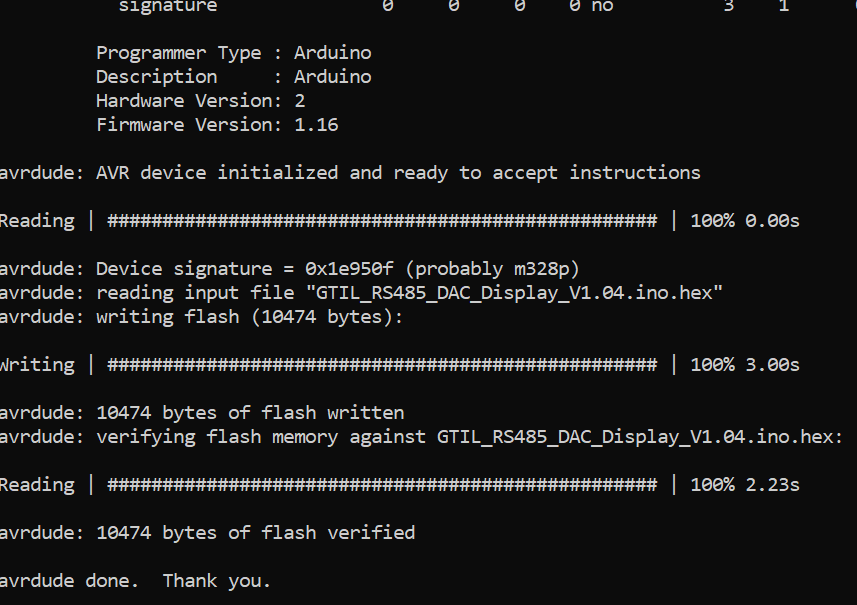 signature 0 0 0 0 no 3 1
Programmer Type : Arduino
Description : Arduino
Hardware Version: 2
Firmware Version: 1.16
avrdude: AVR device initialized and ready to accept instructions
Reading | ################################################## | 100% 0.00s
avrdude: Device signature = 0x1e950f (probably m328p)
avrdude: reading input file "GTIL_RS485_DAC_Display_V1.04.ino.hex"
avrdude: writing flash (10474 bytes):
Writing | ################################################## | 100% 3.00s
avrdude: 10474 bytes of flash written
avrdude: verifying flash memory against GTIL_RS485_DAC_Display_V1.04.ino.hex:
Reading | ################################################## | 100% 2.23s
avrdude: 10474 bytes of flash verified
avrdude done.  Thank you.